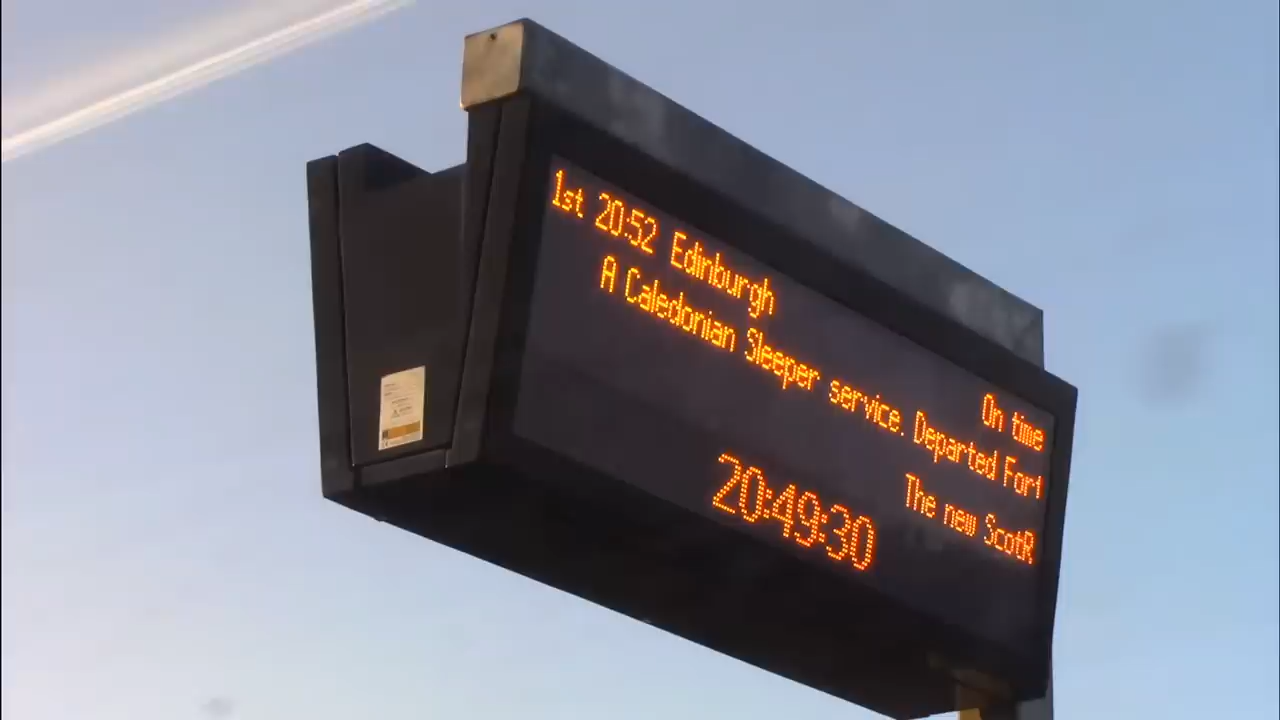 1st 20:52 Edinburgh On time
A Caledonian Sleeper service. Departed Fort
The new ScotR
20:49:30